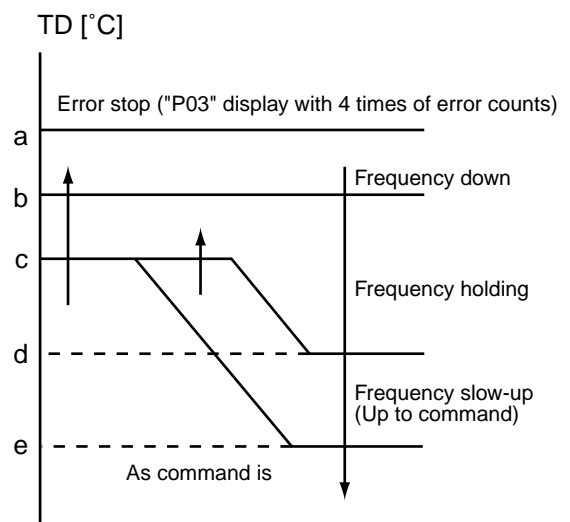 TD [˚C]
Error stop ("P03" display with 4 times of error counts)
a
Frequency down
b
c
Frequency holding
d
Frequency slow-up
(Up to command)
e
As command is